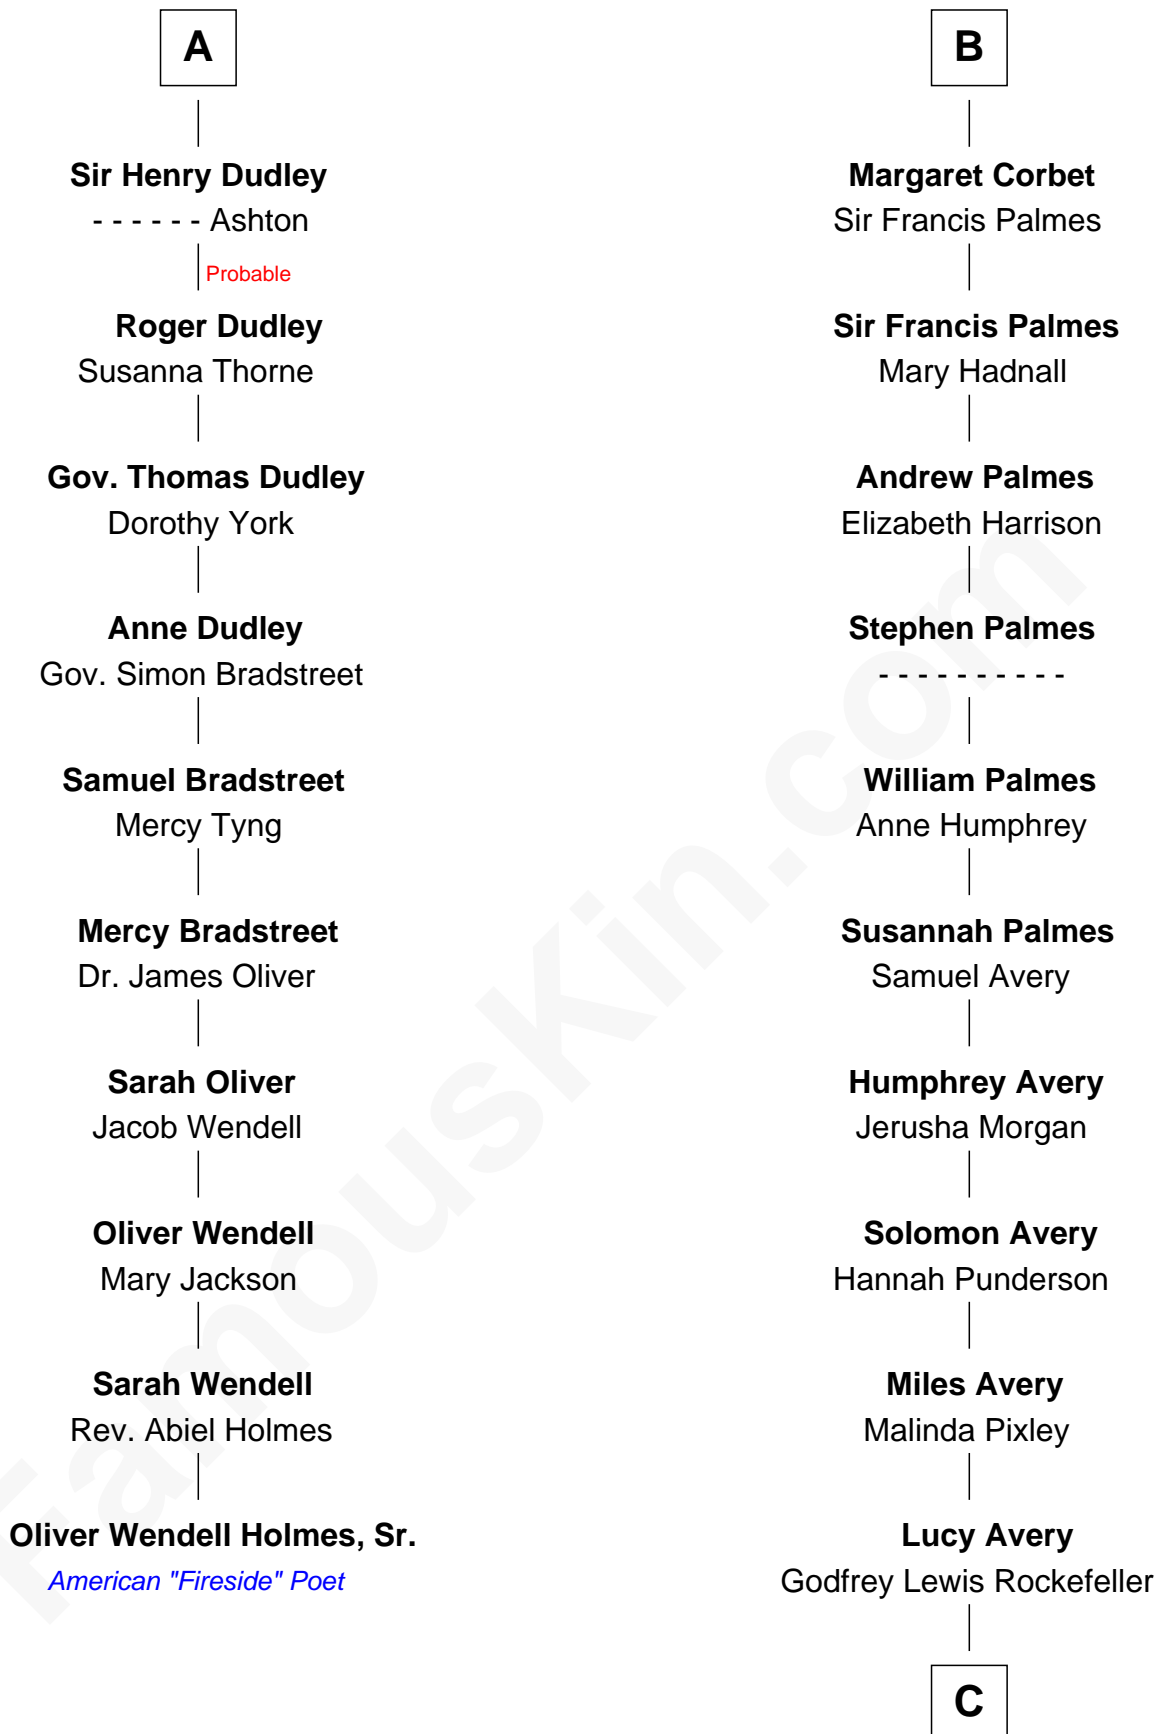 A
Sir Henry Dudley
- - - - - - Ashton
Probable
Roger Dudley
Susanna Thorne
Gov. Thomas Dudley
Dorothy York
Anne Dudley
Gov. Simon Bradstreet
Samuel Bradstreet
Mercy Tyng
Mercy Bradstreet
Dr. James Oliver
Sarah Oliver
Jacob Wendell
Oliver Wendell
Mary Jackson
Sarah Wendell
Rev. Abiel Holmes
Oliver Wendell Holmes, Sr.
American "Fireside" Poet
B
Margaret Corbet
Sir Francis Palmes
Sir Francis Palmes
Mary Hadnall
Andrew Palmes
Elizabeth Harrison
Stephen Palmes
- - - - - - - - - -
William Palmes
Anne Humphrey
Susannah Palmes
Samuel Avery
Humphrey Avery
Jerusha Morgan
Solomon Avery
Hannah Punderson
Miles Avery
Malinda Pixley
Lucy Avery
Godfrey Lewis Rockefeller
C
FamousKin.com